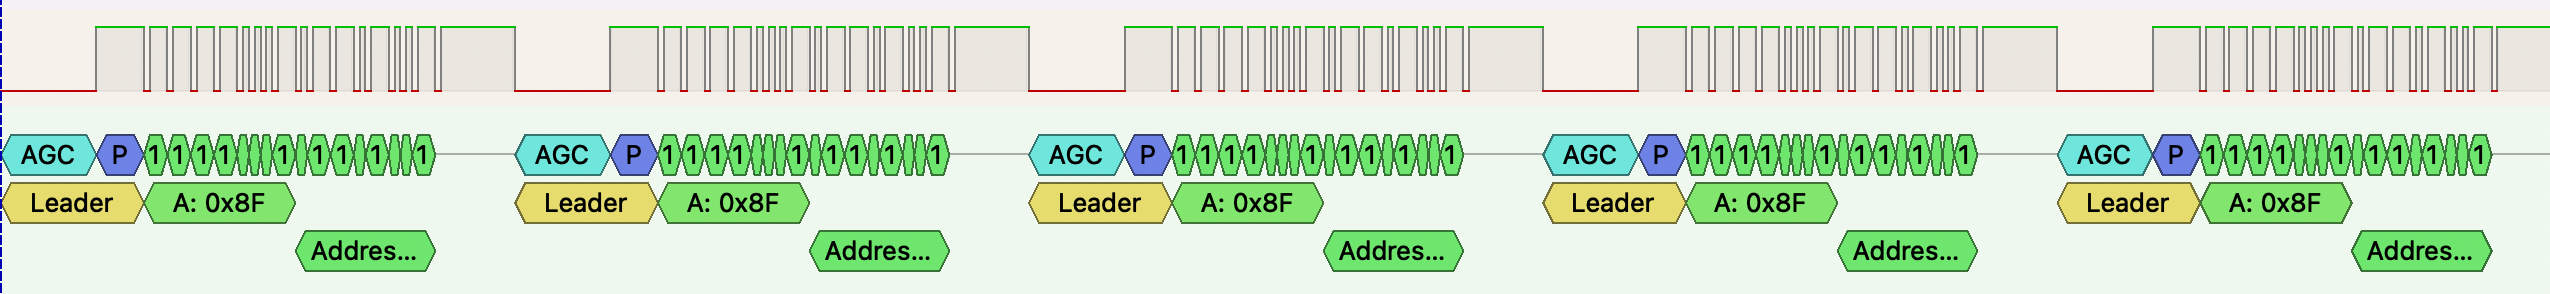 AGC P 1 1 1 1 1 1 1 1 1 1 AGC P 1 1 1 1 1 1 1 1 1 1 AGC P 1 1 1 1 1 1 1 1 1 1 AGC P 1 1 1 1 1 1 1 1 1 1 AGC P 1 1 1 1 1 1 1 1 1 1
Leader A: 0x8F Leader A: 0x8F Leader A: 0x8F Leader A: 0x8F Leader A: 0x8F
Addres... Addres... Addres... Addres... Addres...